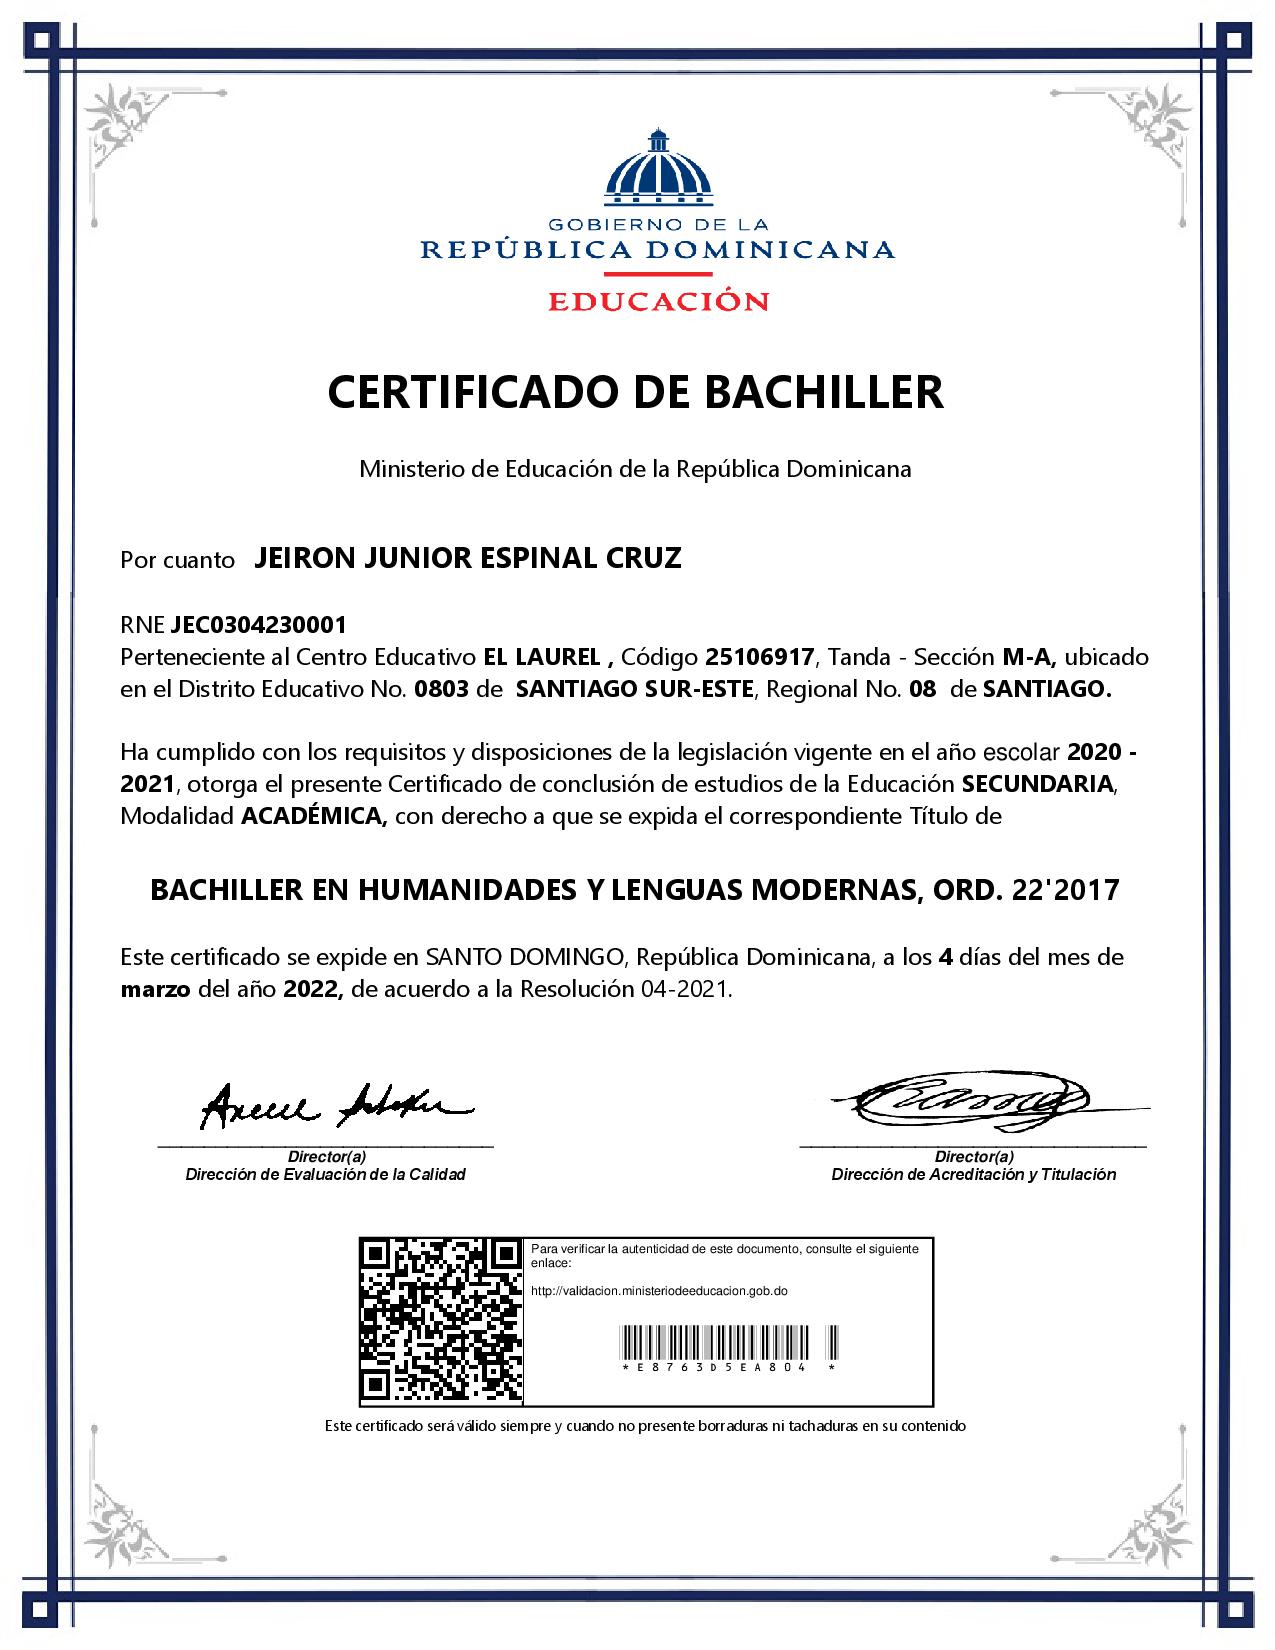 GOBIERNO DE LA
REPÚBLICA DOMINICANA
EDUCACIÓN
CERTIFICADO DE BACHILLER
Ministerio de Educación de la República Dominicana
Por cuanto JEIRON JUNIOR ESPINAL CRUZ
RNE JEC0304230001
Perteneciente al Centro Educativo EL LAUREL , Código 25106917, Tanda - Sección M-A, ubicado
en el Distrito Educativo No. 0803 de SANTIAGO SUR-ESTE, Regional No. 08 de SANTIAGO.
Ha cumplido con los requisitos y disposiciones de la legislación vigente en el año escolar 2020 -
2021, otorga el presente Certificado de conclusión de estudios de la Educación SECUNDARIA,
Modalidad ACADÉMICA, con derecho a que se expida el correspondiente Título de
BACHILLER EN HUMANIDADES Y LENGUAS MODERNAS, ORD. 22'2017
Este certificado se expide en SANTO DOMINGO, República Dominicana, a los 4 días del mes de
marzo del año 2022, de acuerdo a la Resolución 04-2021.
Director(a)
Dirección de Evaluación de la Calidad
Director(a)
Dirección de Acreditación y Titulación
Para verificar la autenticidad de este documento, consulte el siguiente
enlace:
http://validacion.ministeriodeeducacion.gob.do
*E8763D5EA804 *
Este certificado será válido siempre y cuando no presente borraduras ni tachaduras en su contenido